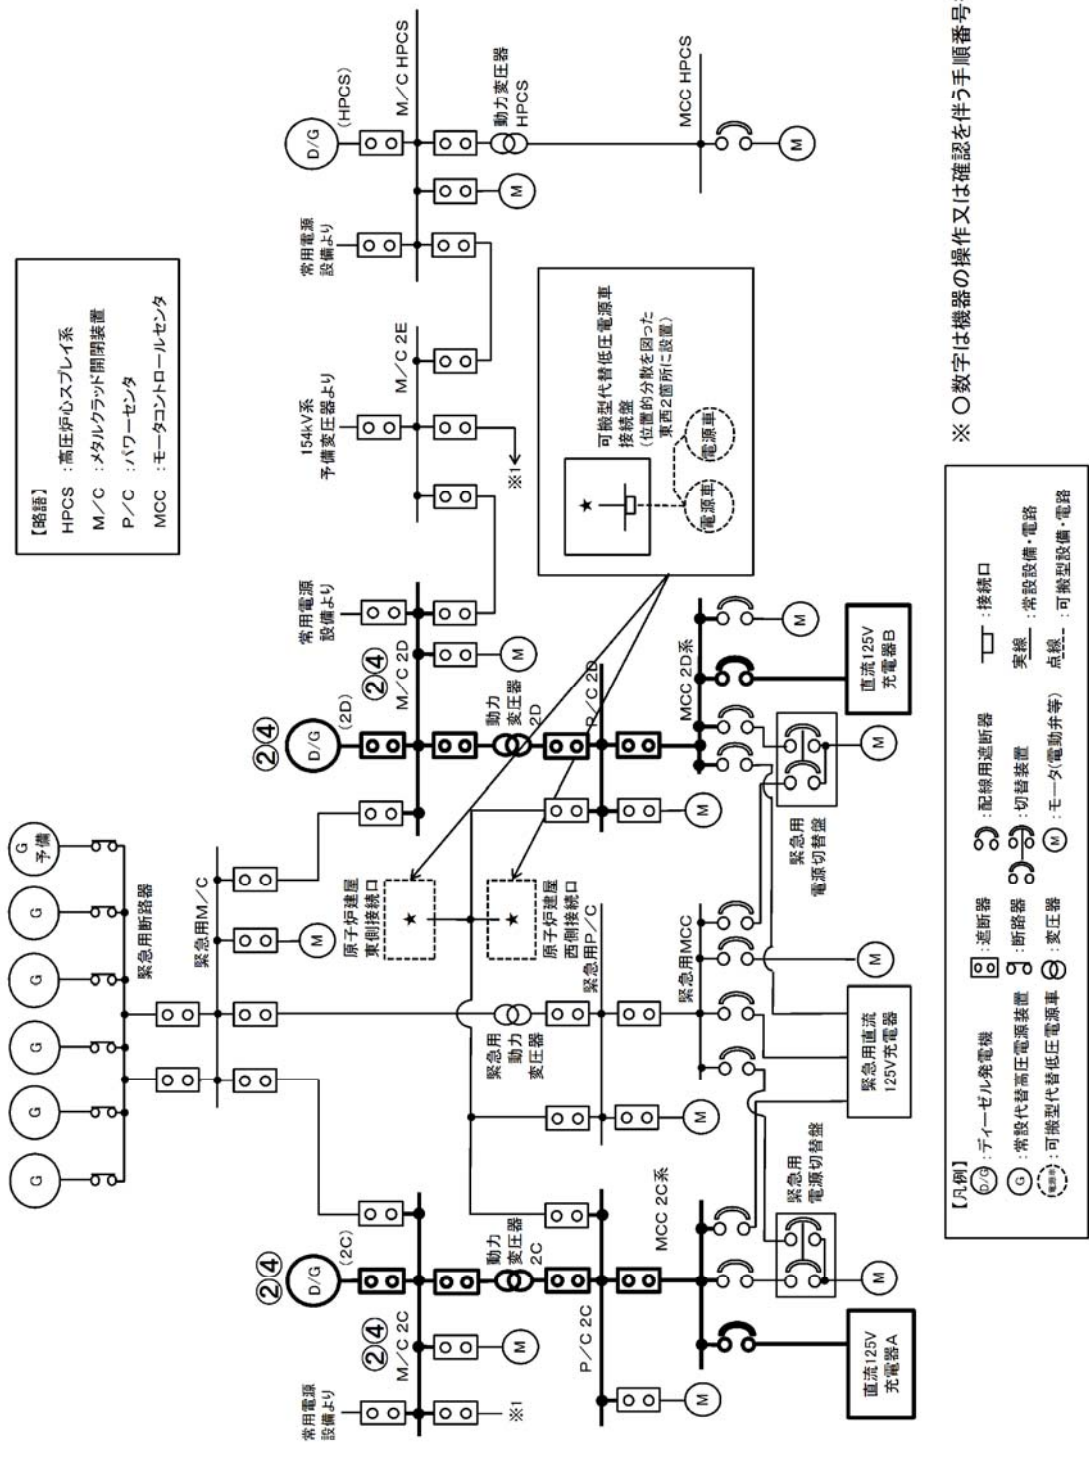 【略語】
HPCS ：高圧炉心スプレイ系
M／C ：メタルクラッド開閉装置
P／C ：パワーセンタ
MCC ：モータコントロールセンタ
G
G
G
G
G
G
予備
緊急用断路器
緊急用M／C
M
常用電源
設備より
※1
②④
D/G
(2C)
②④
M／C 2C
M
動力
変圧器
2C
P／C 2C
M
MCC 2C系
直流125V
充電器A
緊急用
電源切替盤
M
緊急用
動力
変圧器
緊急用P／C
M
緊急用MCC
M
緊急用直流
125V充電器
原子炉建屋
東側接続口
★
原子炉建屋
西側接続口
★
②④
D/G
(2D)
②④
M／C 2D
常用電源
設備より
M
動力
変圧器
2D
P／C 2D
M
MCC 2D系
M
緊急用
電源切替盤
M
直流125V
充電器B
154kV系
予備変圧器より
M／C 2E
※1
常用電源
設備より
D/G
(HPCS)
M／C HPCS
M
動力変圧器
HPCS
MCC HPCS
M
可搬型代替低圧電源車
接続盤
(位置的分散を図った
東西2箇所に設置)
★
電源車
電源車
【凡例】
D/G ：ディーゼル発電機
G ：常設代替高圧電源装置
電源車 ：可搬型代替低圧電源車
：遮断器
：断路器
：変圧器
：配線用遮断器
：切替装置
M ：モータ(電動弁等)
：接続口
実線 ：常設設備・電路
点線 ：可搬型設備・電路
※ ○数字は機器の操作又は確認を伴う手順番号